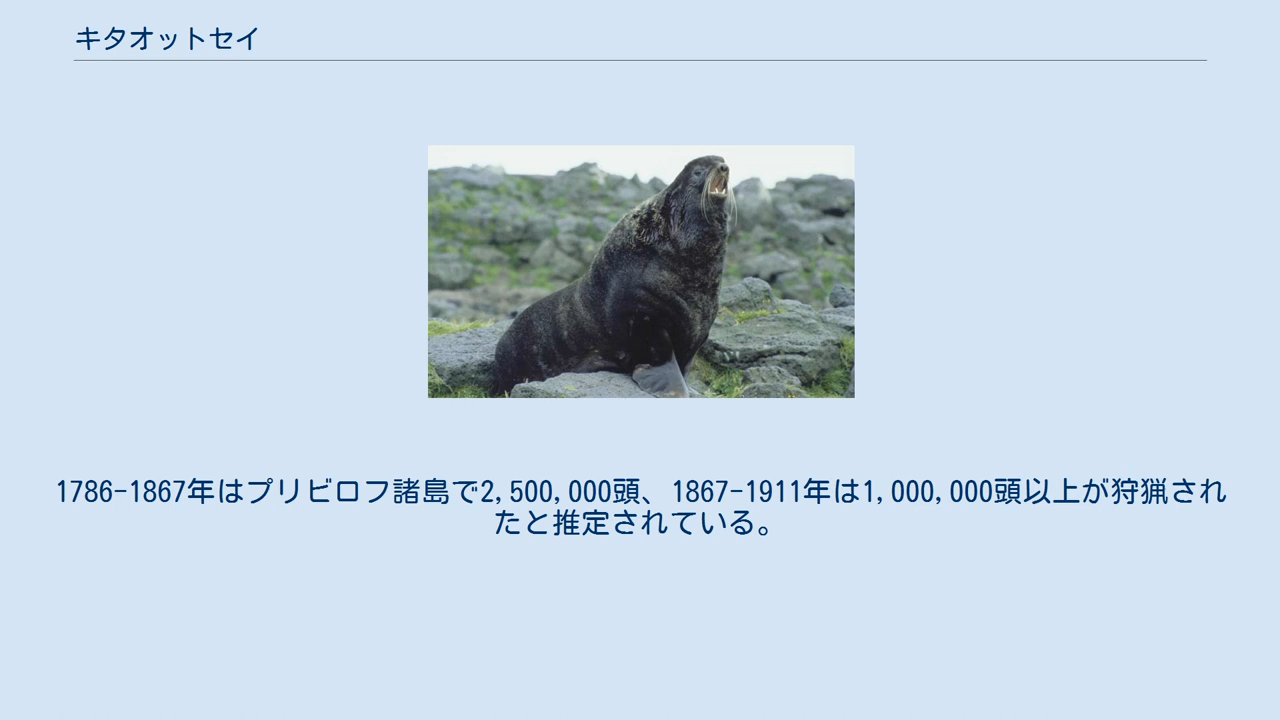 キタオットセイ
1786-1867年はプリビロフ諸島で2,500,000頭、1867-1911年は1,000,000頭以上が狩猟され
たと推定されている。